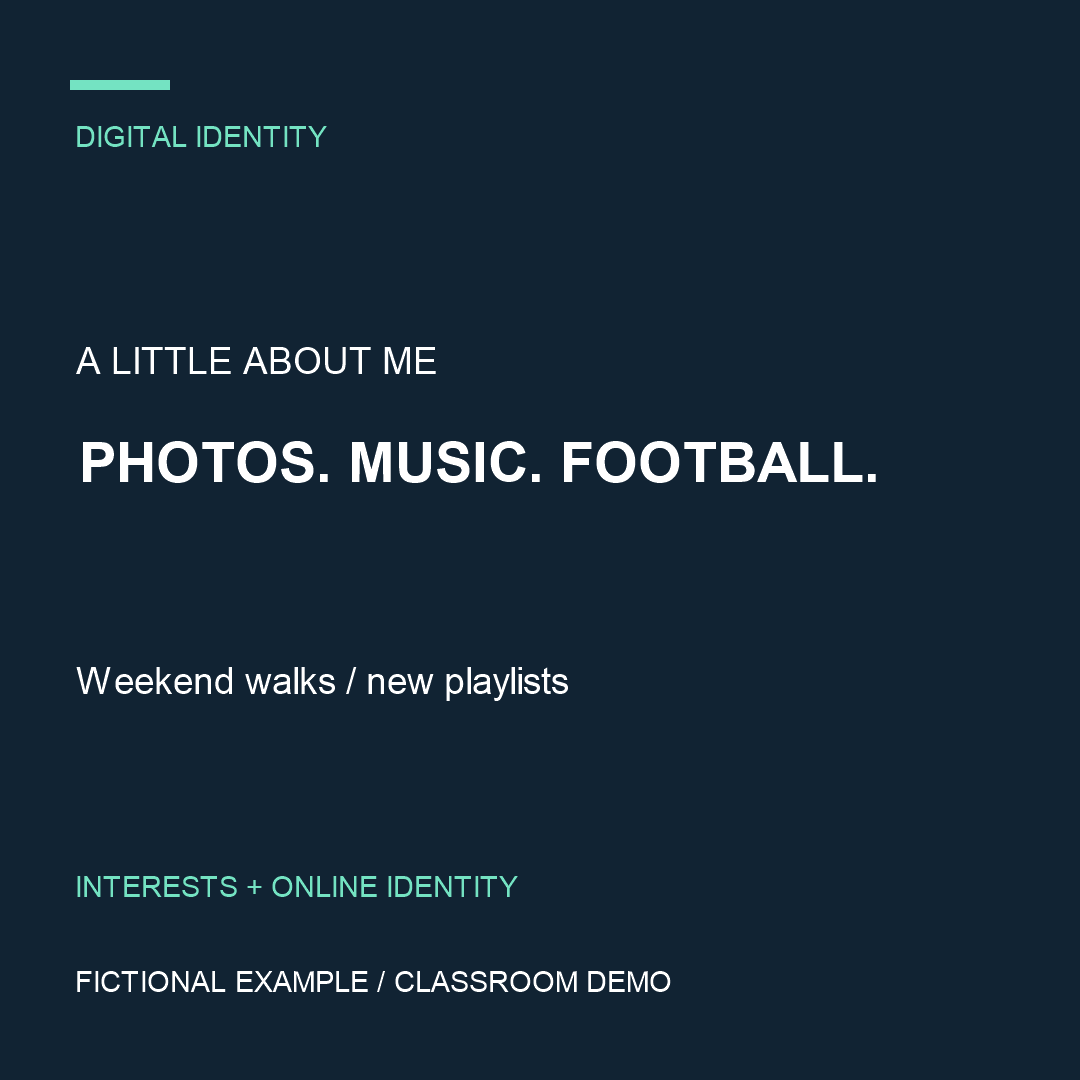 DIGITAL IDENTITY
A LITTLE ABOUT ME
PHOTOS. MUSIC. FOOTBALL.
Weekend walks / new playlists
INTERESTS + ONLINE IDENTITY
FICTIONAL EXAMPLE / CLASSROOM DEMO